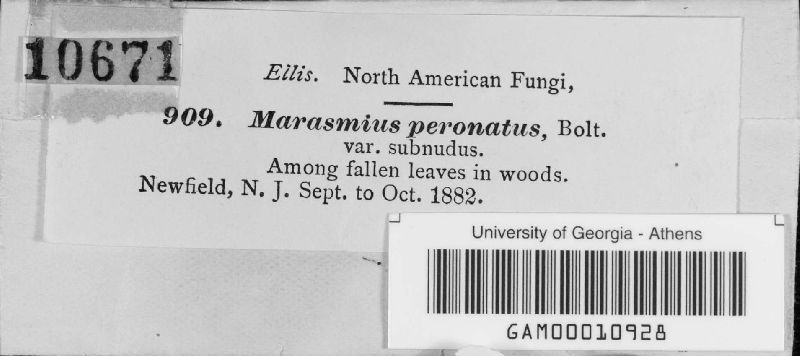 10671
Ellis. North American Fungi,
909. Marasmius peronatus, Bolt.
var. subnudus.
Among fallen leaves in woods.
Newfield, N. J. Sept. to Oct. 1882.
University of Georgia - Athens
GAM00010928